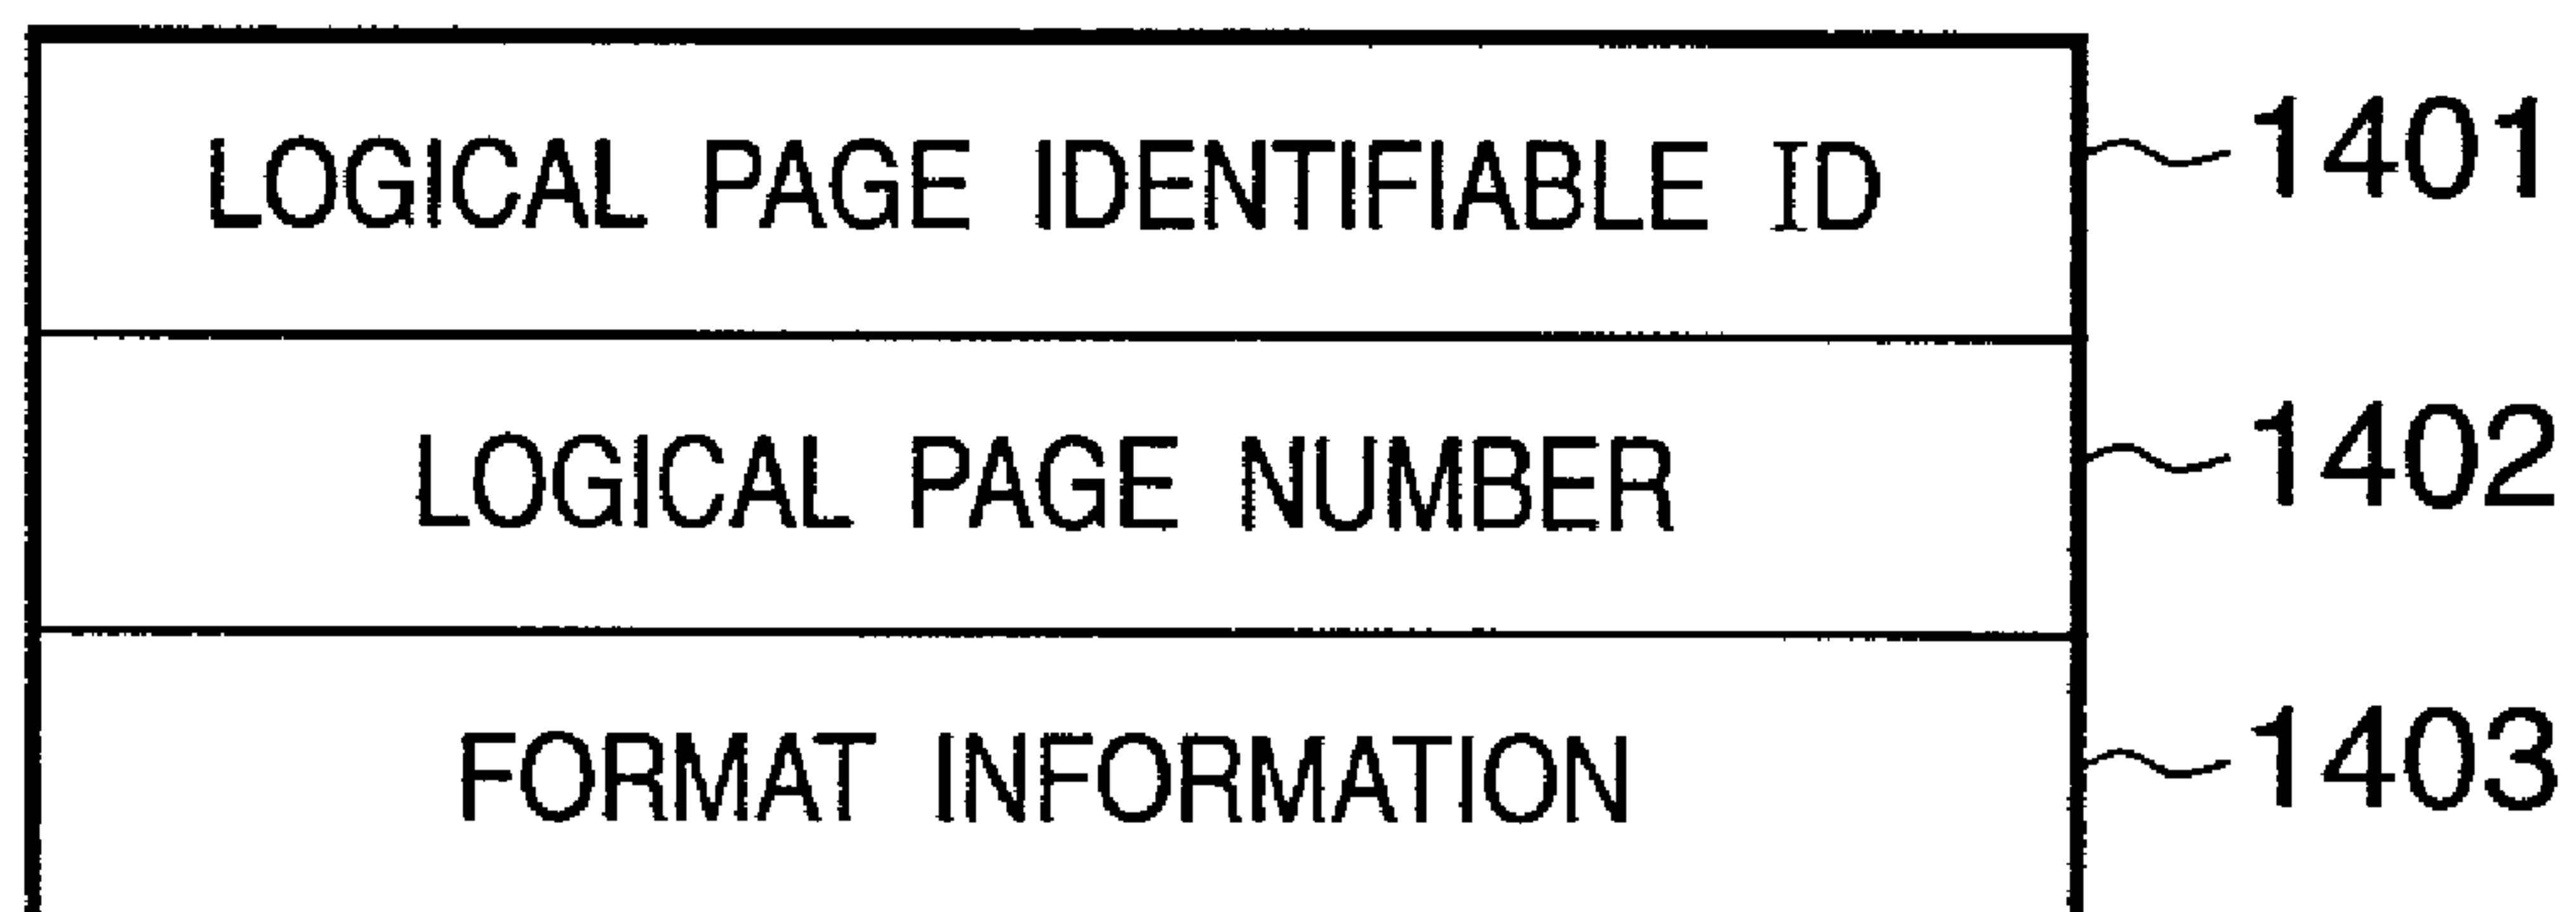 LOGICAL PAGE IDENTIFIABLE ID 1401
LOGICAL PAGE NUMBER 1402
FORMAT INFORMATION 1403